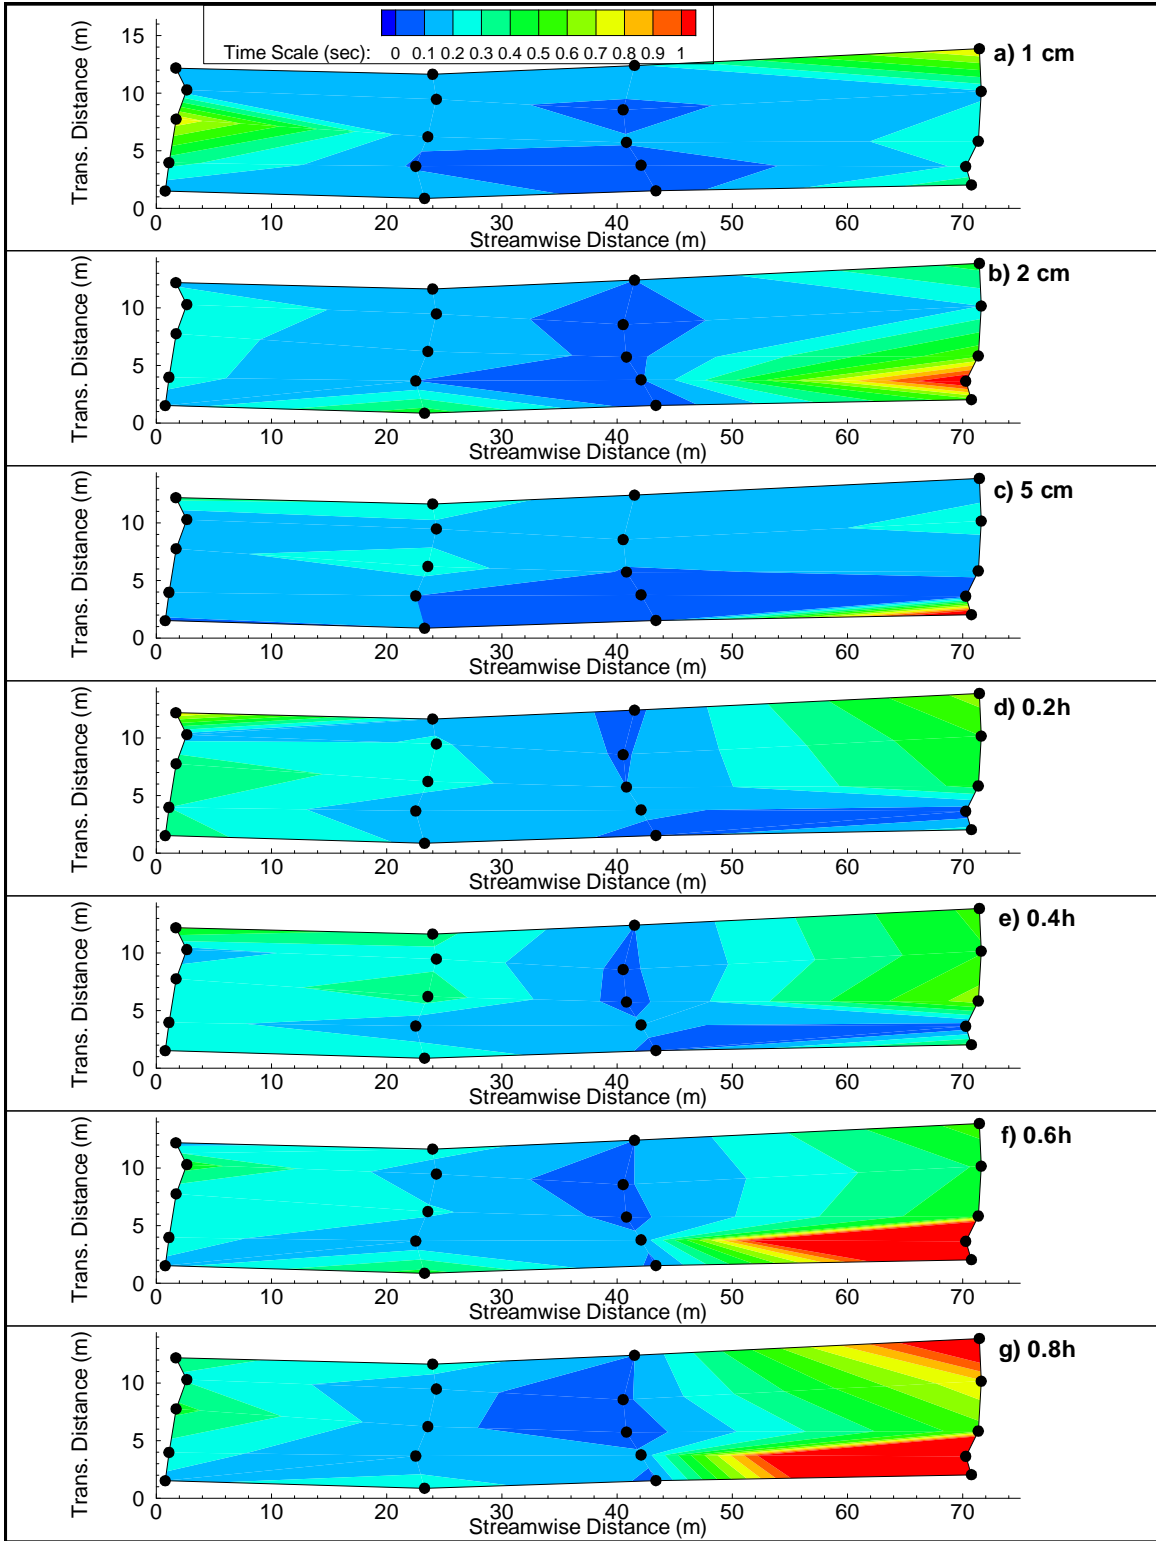 Time Scale (sec): 0 0.1 0.2 0.3 0.4 0.5 0.6 0.7 0.8 0.9 1
a) 1 cm
Trans. Distance (m)
15
10
5
0
0 10 20 30 40 50 60 70
Streamwise Distance (m)
b) 2 cm
Trans. Distance (m)
10
5
0
0 10 20 30 40 50 60 70
Streamwise Distance (m)
c) 5 cm
Trans. Distance (m)
10
5
0
0 10 20 30 40 50 60 70
Streamwise Distance (m)
d) 0.2h
Trans. Distance (m)
10
5
0
0 10 20 30 40 50 60 70
Streamwise Distance (m)
e) 0.4h
Trans. Distance (m)
10
5
0
0 10 20 30 40 50 60 70
Streamwise Distance (m)
f) 0.6h
Trans. Distance (m)
10
5
0
0 10 20 30 40 50 60 70
Streamwise Distance (m)
g) 0.8h
Trans. Distance (m)
10
5
0
0 10 20 30 40 50 60 70
Streamwise Distance (m)